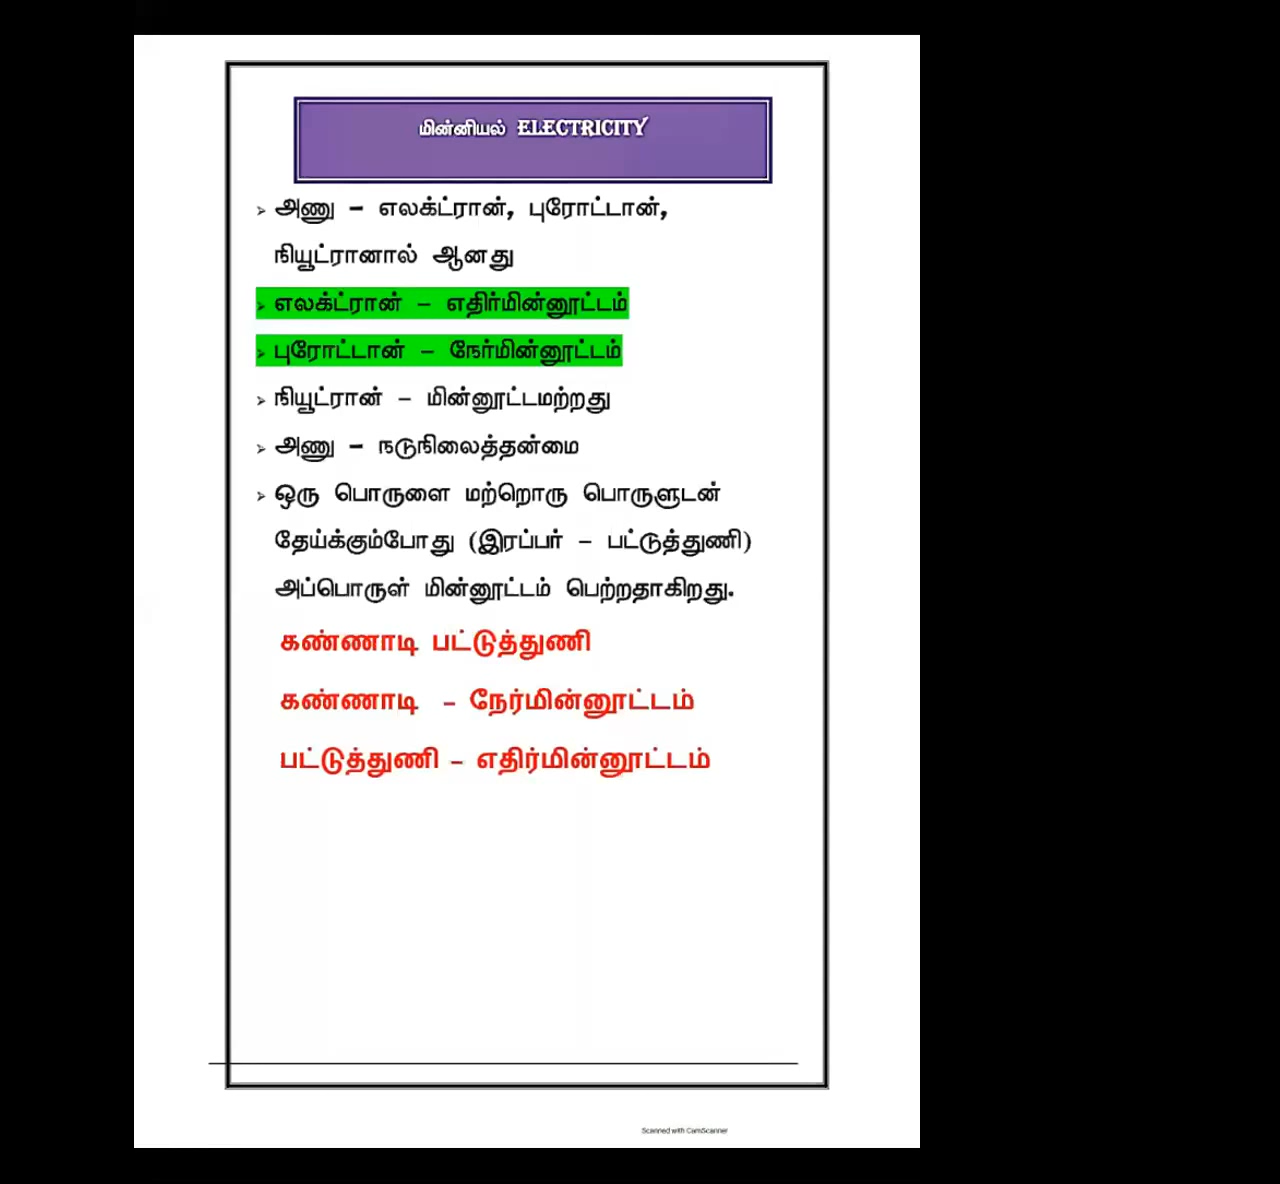 மின்னியல் ELECTRICITY
➢ அணு – எலக்ட்ரான், புரோட்டான்,
நியூட்ரானால் ஆனது
➢ எலக்ட்ரான் – எதிர்மின்னூட்டம்
➢ புரோட்டான் – நேர்மின்னூட்டம்
➢ நியூட்ரான் – மின்னூட்டமற்றது
➢ அணு – நடுநிலைத்தன்மை
➢ ஒரு பொருளை மற்றொரு பொருளுடன்
தேய்க்கும்போது (இரப்பர் – பட்டுத்துணி)
அப்பொருள் மின்னூட்டம் பெற்றதாகிறது.
கண்ணாடி பட்டுத்துணி
கண்ணாடி – நேர்மின்னூட்டம்
பட்டுத்துணி – எதிர்மின்னூட்டம்
Scanned with CamScanner